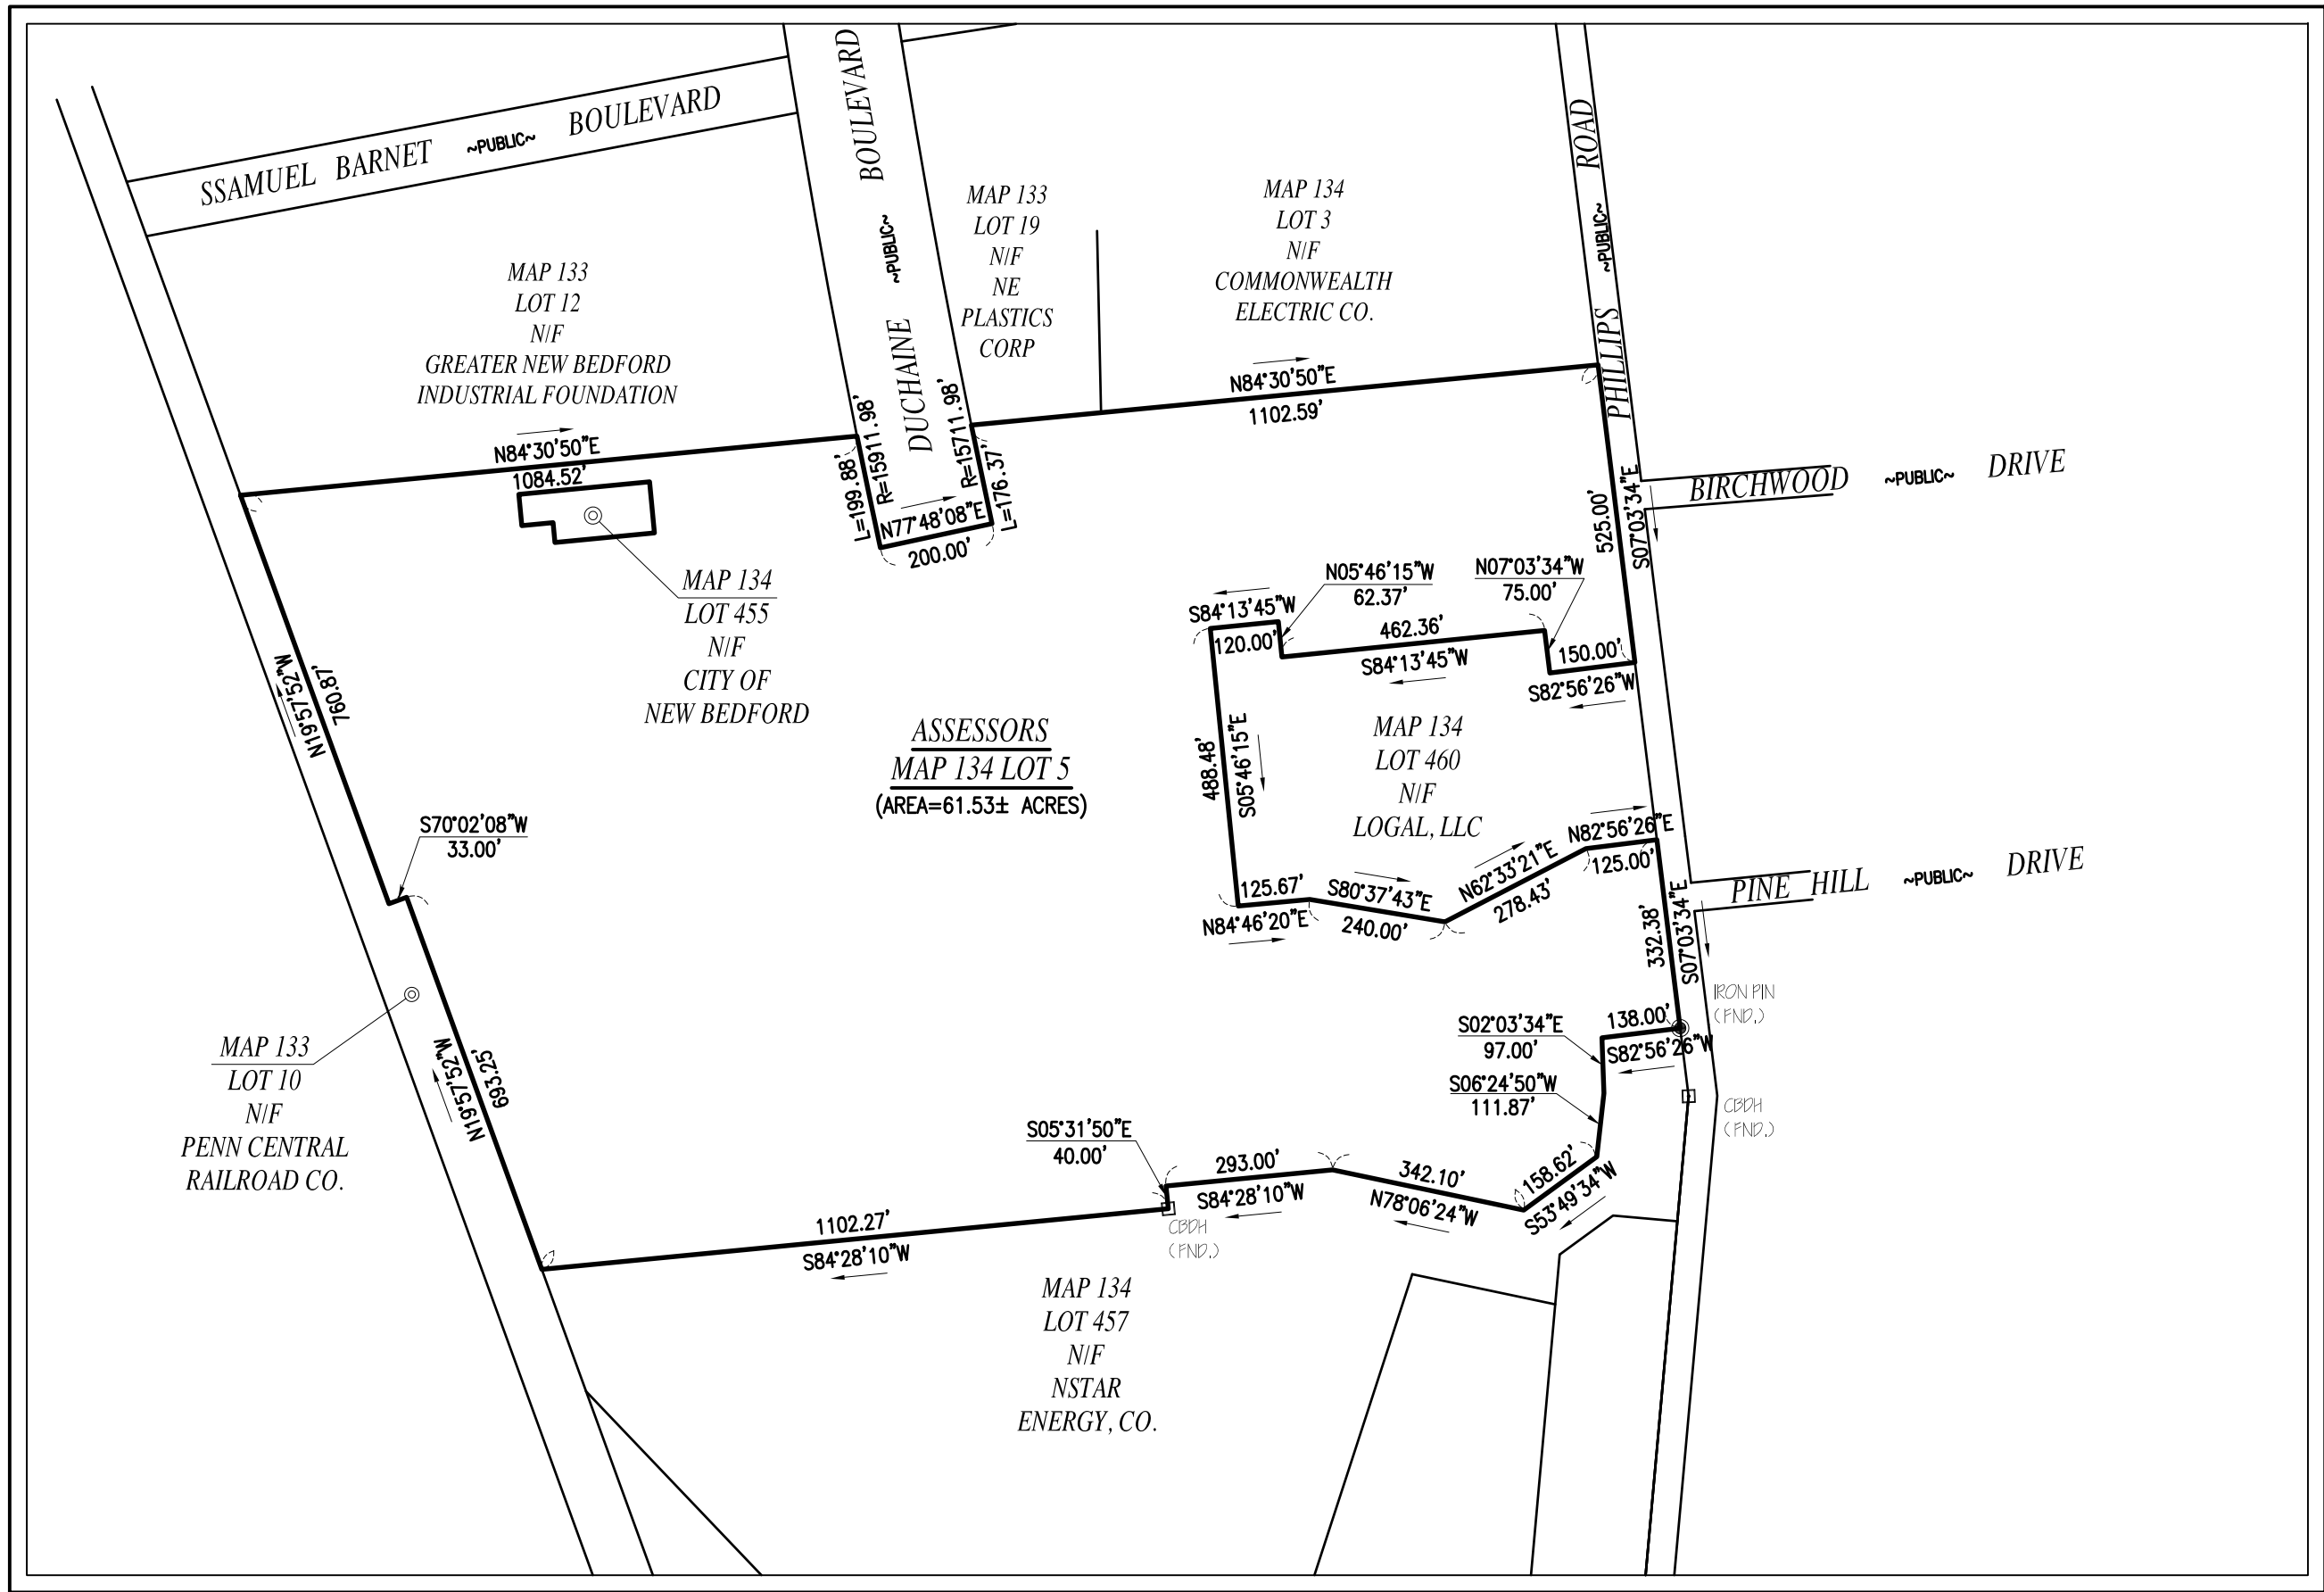 SSAMUEL BARNET ~PUBLIC~ BOULEVARD
DUCHAINE ~PUBLIC~ BOULEVARD
PHILLIPS ~PUBLIC~ ROAD
MAP 133
LOT 12
N/F
GREATER NEW BEDFORD
INDUSTRIAL FOUNDATION
MAP 133
LOT 19
N/F
NE
PLASTICS
CORP
MAP 134
LOT 3
N/F
COMMONWEALTH
ELECTRIC CO.
N84°30'50"E
1084.52'
L=199.88'
R=15911.98'
N77°48'08"E
200.00'
R=15711.98'
L=176.37'
N84°30'50"E
1102.59'
525.00'
S07°03'34"E
BIRCHWOOD ~PUBLIC~ DRIVE
MAP 134
LOT 455
N/F
CITY OF
NEW BEDFORD
ASSESSORS
MAP 134 LOT 5
(AREA=61.53± ACRES)
N05°46'15"W
62.37'
N07°03'34"W
75.00'
S84°13'45"W
120.00'
462.36'
S84°13'45"W
150.00'
S82°56'26"W
488.48'
S05°46'15"E
MAP 134
LOT 460
N/F
LOGAL, LLC
125.67'
N84°46'20"E
S80°37'43"E
240.00'
N62°33'21"E
278.43'
N82°56'26"E
125.00'
PINE HILL ~PUBLIC~ DRIVE
332.38'
S07°03'34"E
IRON PIN
(FND.)
138.00'
S82°56'26"W
S02°03'34"E
97.00'
S06°24'50"W
111.87'
CBDH
(FND.)
158.62'
S53°49'34"W
342.10'
N78°06'24"W
293.00'
S84°28'10"W
S05°31'50"E
40.00'
CBDH
(FND.)
1102.27'
S84°28'10"W
760.87'
N19°57'52"W
S70°02'08"W
33.00'
693.25'
N19°57'52"W
MAP 133
LOT 10
N/F
PENN CENTRAL
RAILROAD CO.
MAP 134
LOT 457
N/F
NSTAR
ENERGY, CO.